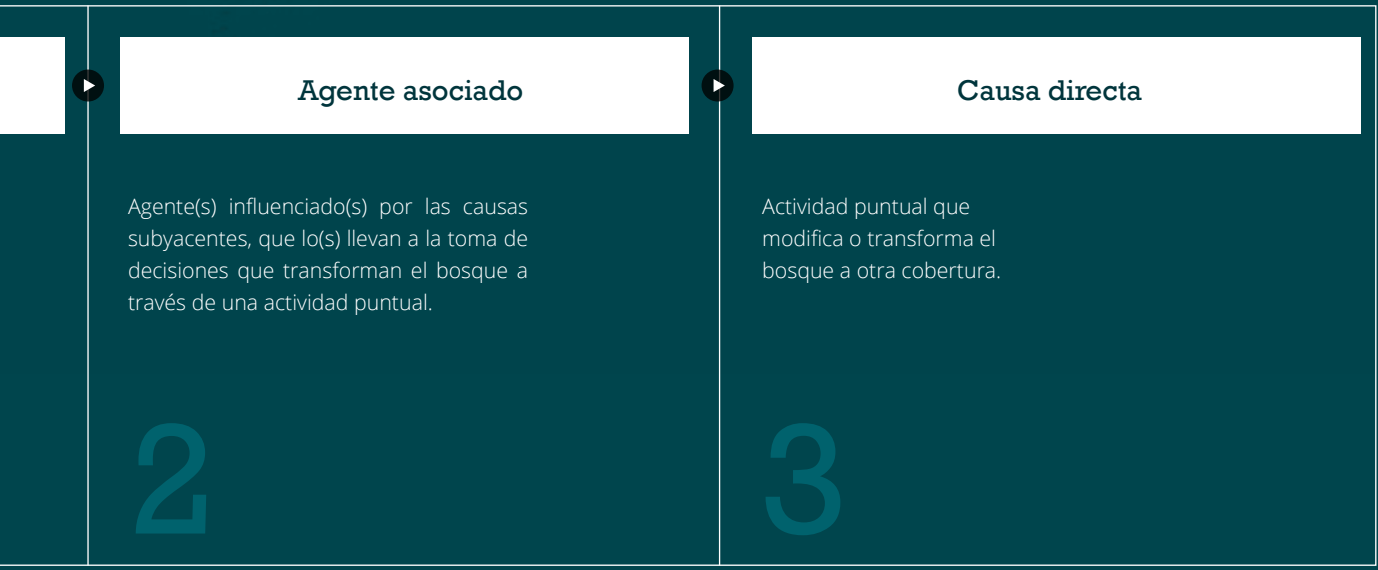 Agente asociado
Agente(s) influenciado(s) por las causas
subyacentes, que lo(s) llevan a la toma de
decisiones que transforman el bosque a
través de una actividad puntual.
2
Causa directa
Actividad puntual que
modifica o transforma el
bosque a otra cobertura.
3